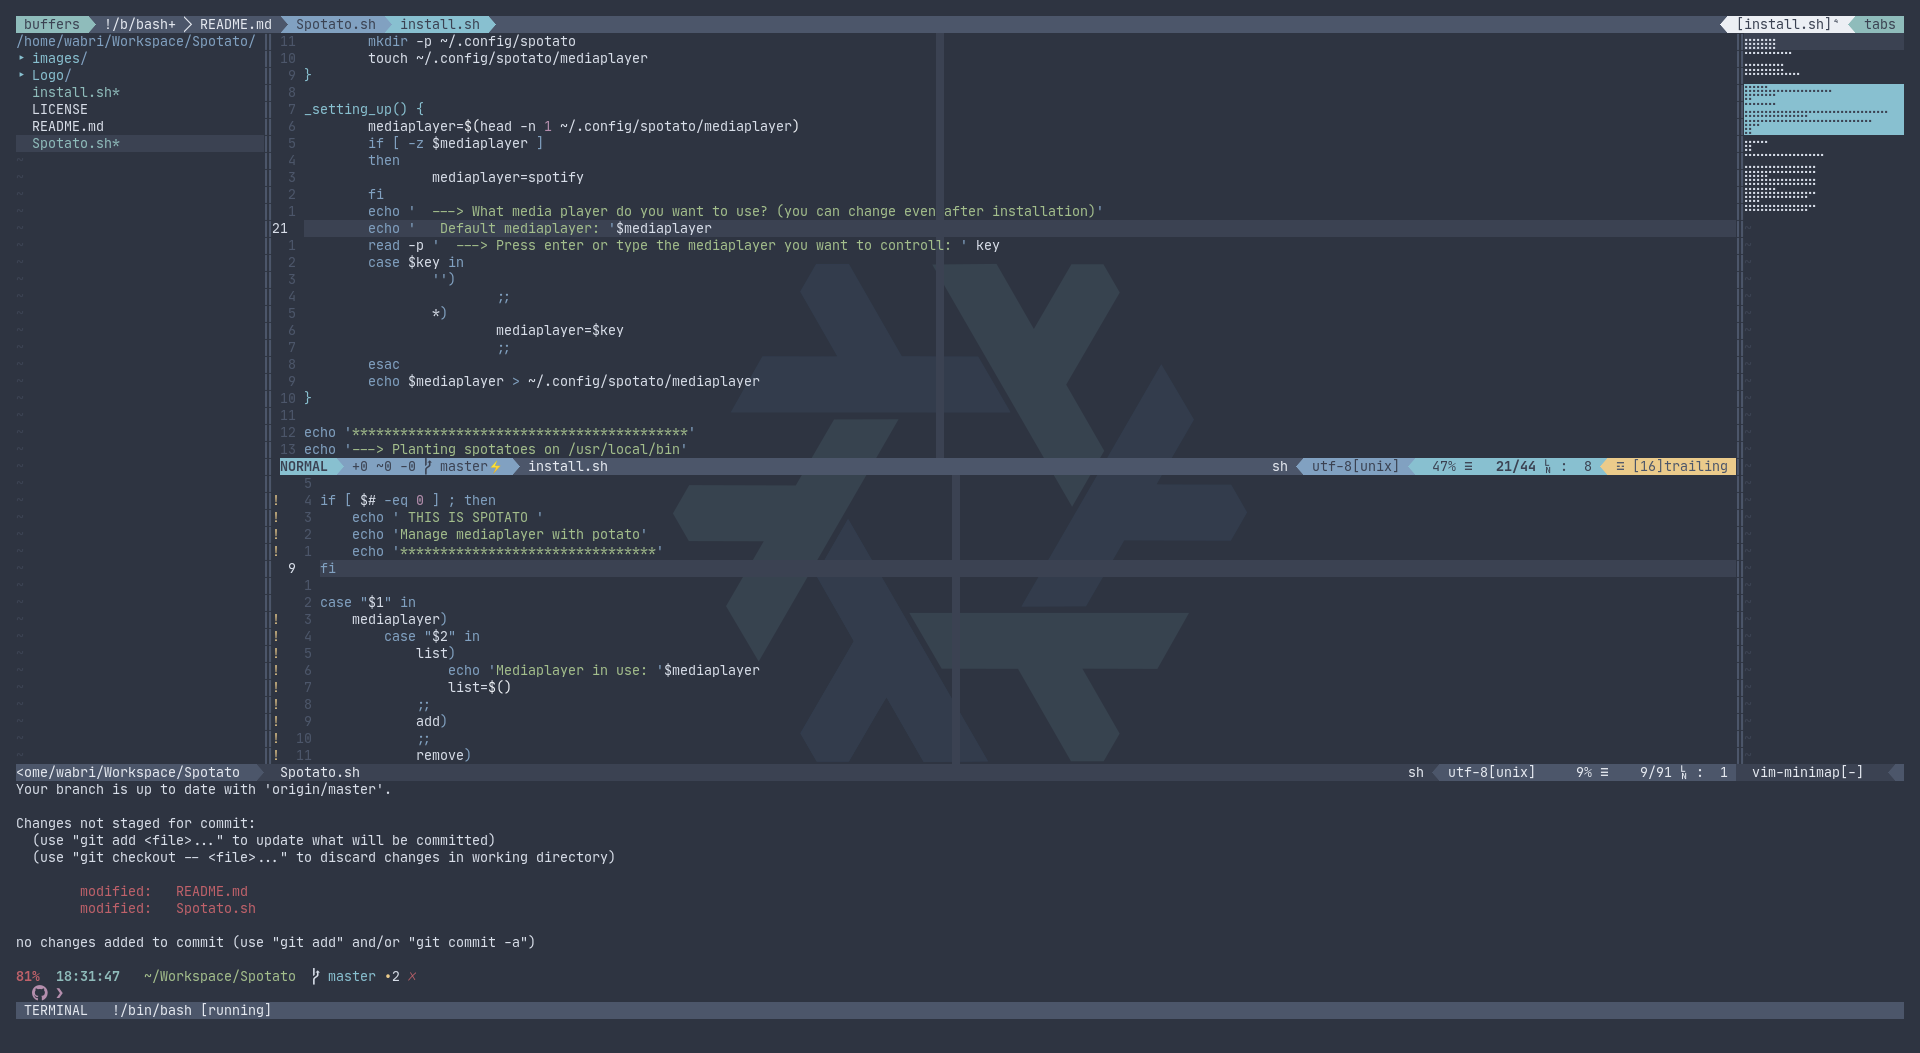 buffers !/b/bash+ README.md Spotato.sh install.sh [install.sh]* tabs
/home/wabri/Workspace/Spotato/
▸ images/
▸ Logo/
install.sh*
LICENSE
README.md
Spotato.sh*
11 mkdir -p ~/.config/spotato
10 touch ~/.config/spotato/mediaplayer
9 }
8
7 _setting_up() {
6 mediaplayer=$(head -n 1 ~/.config/spotato/mediaplayer)
5 if [ -z $mediaplayer ]
4 then
3 mediaplayer=spotify
2 fi
1 echo '  ---> What media player do you want to use? (you can change even after installation)'
21 echo '   Default mediaplayer: '$mediaplayer
1 read -p '  ---> Press enter or type the mediaplayer you want to controll: ' key
2 case $key in
3 '')
4 ;;
5 *)
6 mediaplayer=$key
7 ;;
8 esac
9 echo $mediaplayer > ~/.config/spotato/mediaplayer
10 }
11
12 echo '******************************************'
13 echo '---> Planting spotatoes on /usr/local/bin'
NORMAL +0 ~0 -0 master⚡ install.sh sh utf-8[unix] 47% ≡ 21/44 LN : 8 Ξ [16]trailing
5
! 4 if [ $# -eq 0 ] ; then
! 3 echo ' THIS IS SPOTATO '
! 2 echo 'Manage mediaplayer with potato'
! 1 echo '********************************'
9 fi
1
2 case "$1" in
! 3 mediaplayer)
! 4 case "$2" in
! 5 list)
! 6 echo 'Mediaplayer in use: '$mediaplayer
! 7 list=$()
! 8 ;;
! 9 add)
! 10 ;;
! 11 remove)
<ome/wabri/Workspace/Spotato Spotato.sh sh utf-8[unix] 9% ≡ 9/91 LN : 1 vim-minimap[-]
Your branch is up to date with 'origin/master'.

Changes not staged for commit:
(use "git add <file>..." to update what will be committed)
(use "git checkout -- <file>..." to discard changes in working directory)

modified:   README.md
modified:   Spotato.sh

no changes added to commit (use "git add" and/or "git commit -a")

81% 18:31:47 ~/Workspace/Spotato master •2 ✗
❯
TERMINAL !/bin/bash [running]